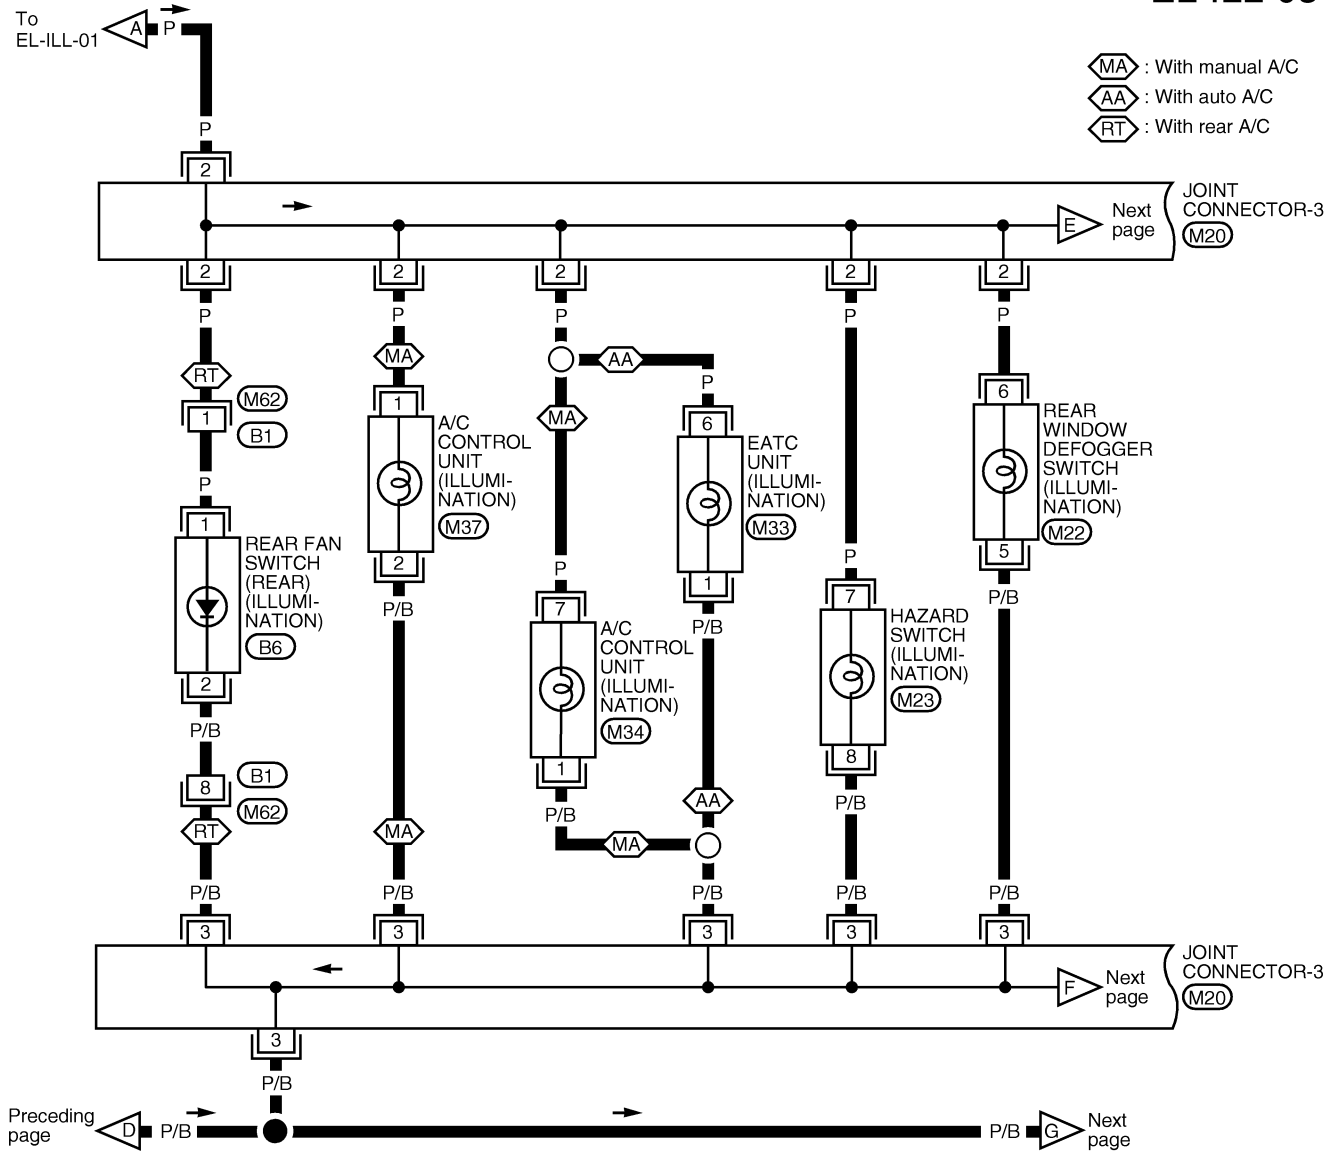 To
EL-ILL-01
A
P
MA : With manual A/C
AA : With auto A/C
RT : With rear A/C
P
2
JOINT
CONNECTOR-3
M20
E
Next
page
2 2 2 2 2
P P P P P
RT
M62
1
B1
P
1
REAR FAN
SWITCH
(REAR)
(ILLUMI-
NATION)
B6
2
P/B
B1
8
M62
RT
P/B
MA
1
A/C
CONTROL
UNIT
(ILLUMI-
NATION)
M37
2
P/B
MA
P/B
AA
MA
P
7
A/C
CONTROL
UNIT
(ILLUMI-
NATION)
M34
1
P/B
MA
P
6
EATC
UNIT
(ILLUMI-
NATION)
M33
1
P/B
AA
P/B
P
7
HAZARD
SWITCH
(ILLUMI-
NATION)
M23
8
P/B
P/B
6
REAR
WINDOW
DEFOGGER
SWITCH
(ILLUMI-
NATION)
M22
5
P/B
P/B
3 3 3 3 3
JOINT
CONNECTOR-3
M20
F
Next
page
3
P/B
Preceding
page
D
P/B
P/B
G
Next
page